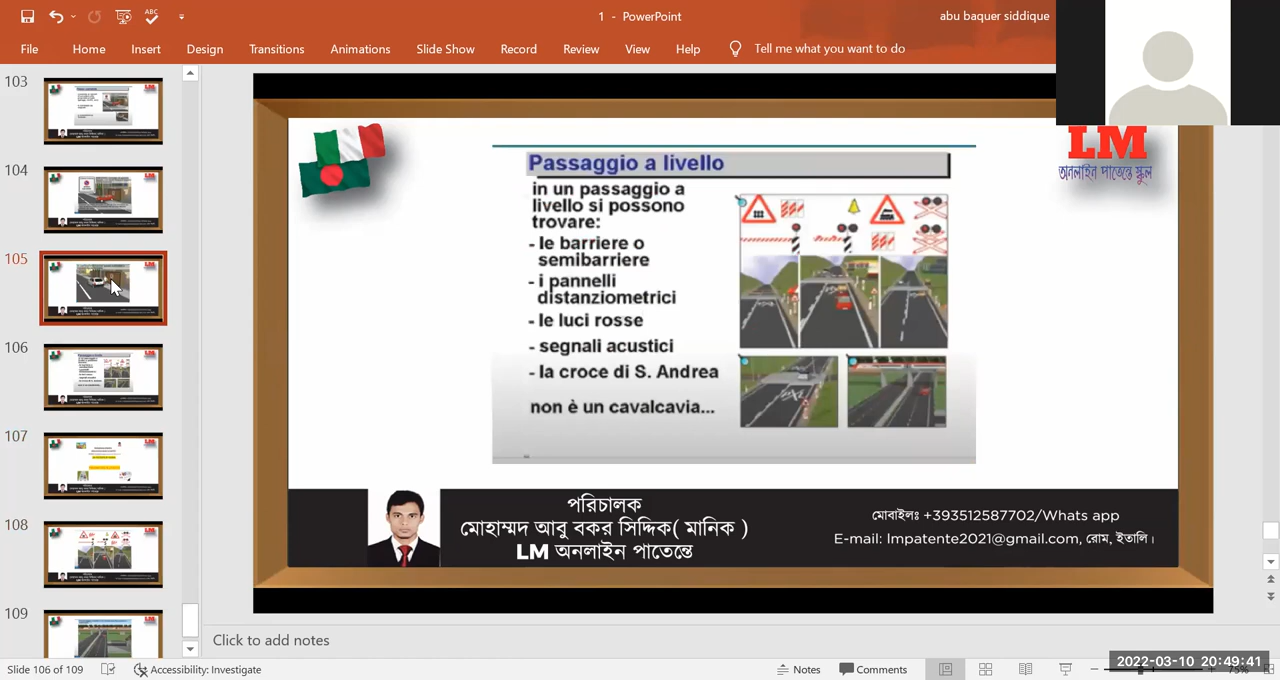 ABC
1 - PowerPoint
abu baquer siddique
File Home Insert Design Transitions Animations Slide Show Record Review View Help Tell me what you want to do
103
104
105
106
107
108
109
LM
অনলাইন পাতেন্তে স্কুল
Passaggio a livello
in un passaggio a
livello si possono
trovare:
- le barriere o
semibarriere
- i pannelli
distanziometrici
- le luci rosse
- segnali acustici
- la croce di S. Andrea
non è un cavalcavia...
পরিচালক
মোহাম্মদ আবু বকর সিদ্দিক( মানিক )
LM অনলাইন পাতেন্তে
মোবাইলঃ +393512587702/Whats app
E-mail: lmpatente2021@gmail.com, রোম, ইতালি।
Click to add notes
Slide 106 of 109 Accessibility: Investigate Notes Comments
2022-03-10 20:49:41